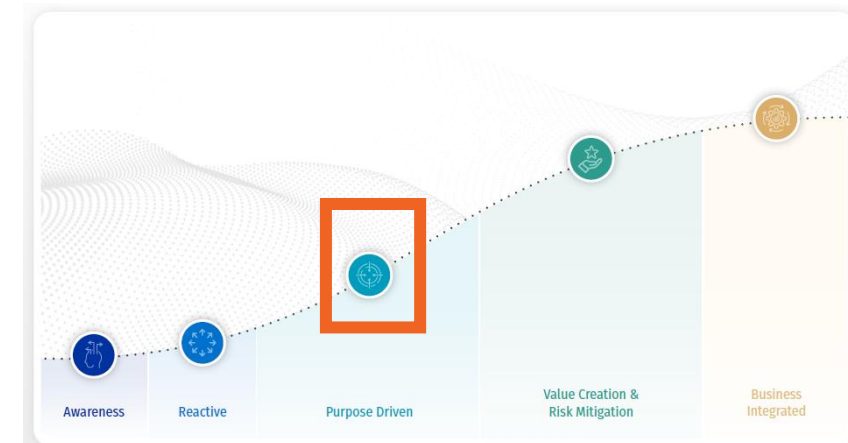 Awareness
Reactive
Purpose Driven
Value Creation &
Risk Mitigation
Business
Integrated